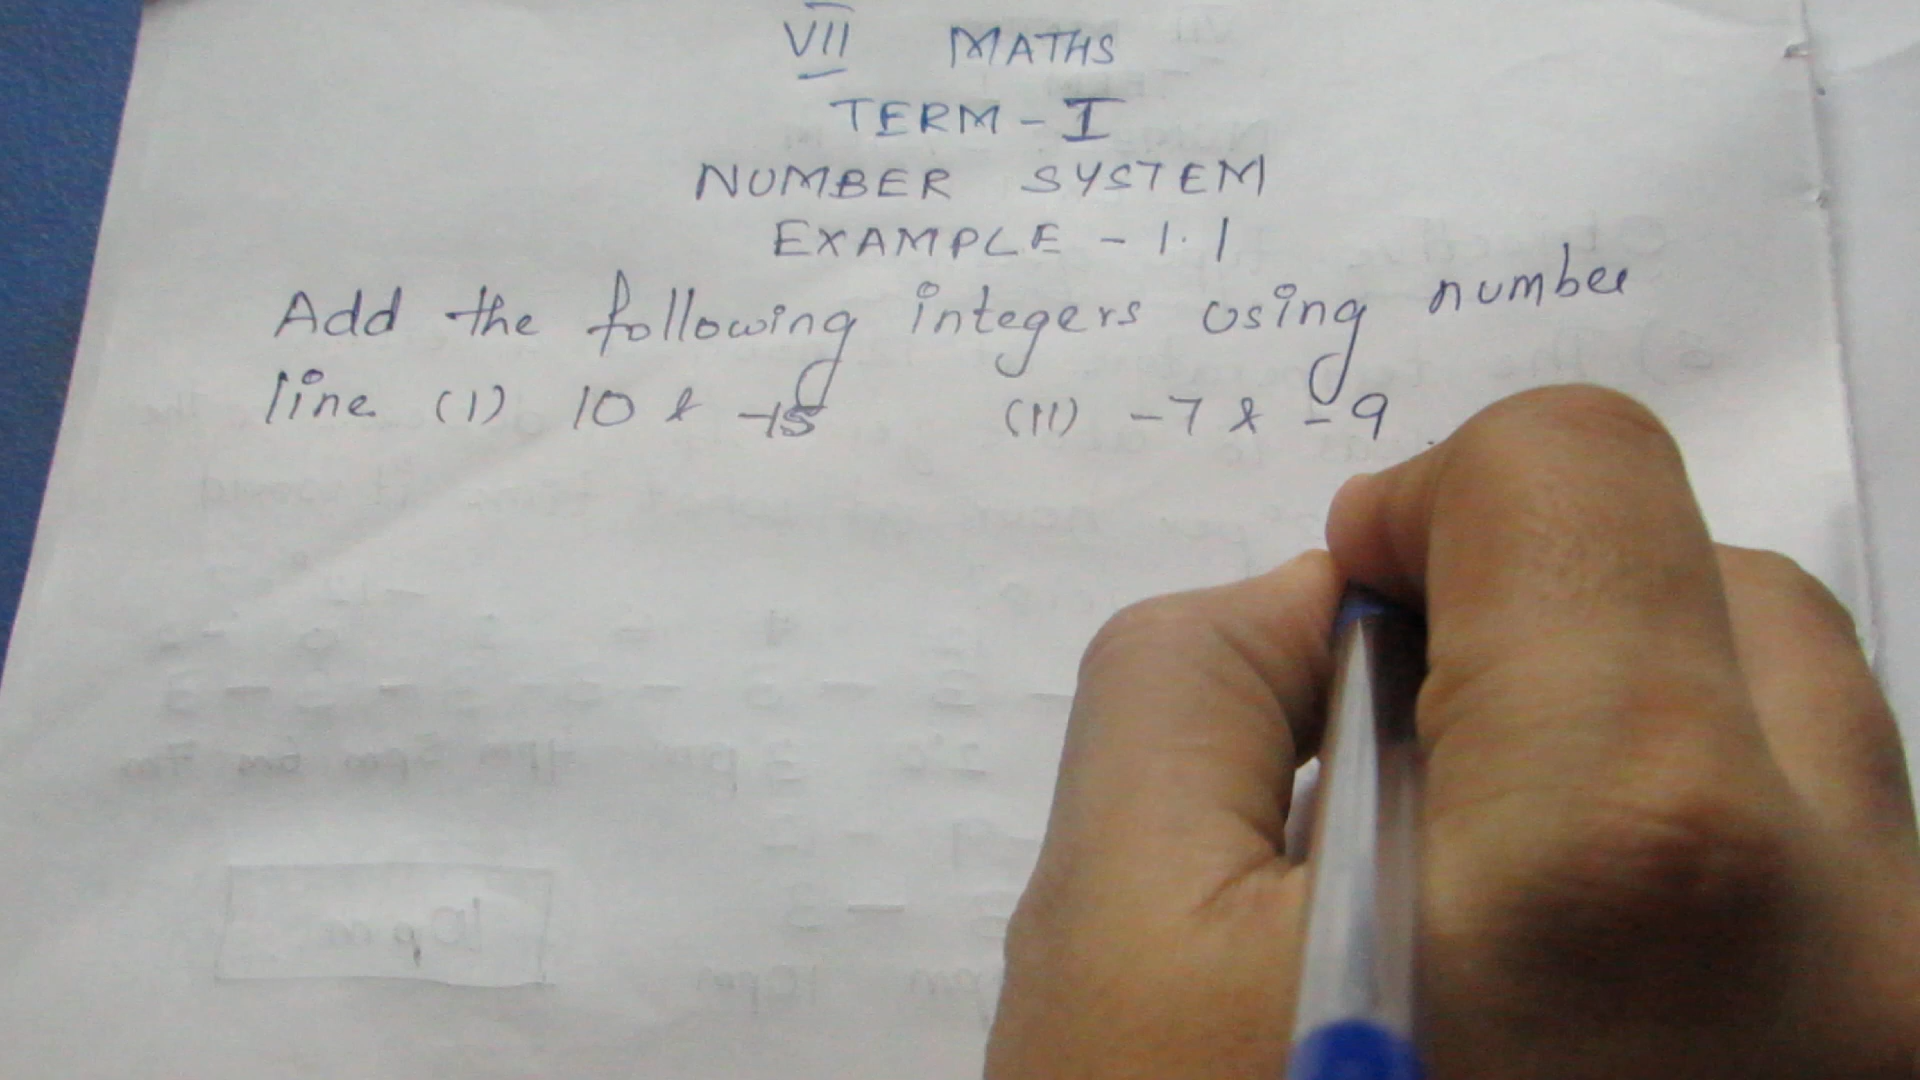 VII MATHS
TERM - I
NUMBER SYSTEM
EXAMPLE - 1.1
Add the following integers using number
line (I) 10 & -15 (II) -7 & -9